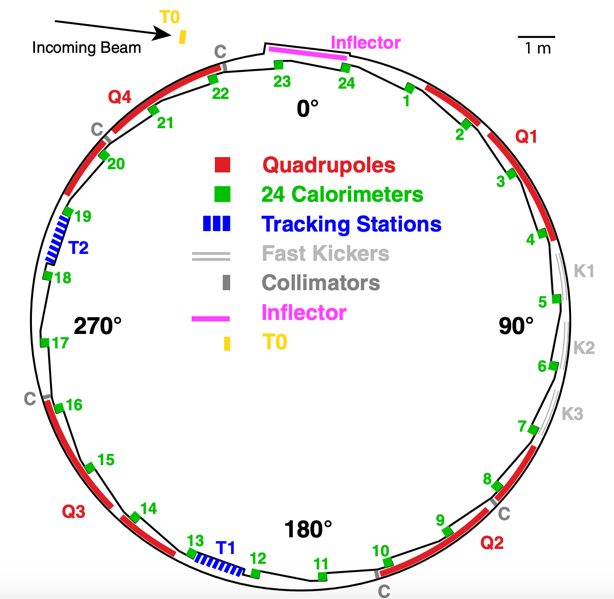 T0
Incoming Beam
C
Inflector
1 m
23
24
22
1
Q4
0°
21
2
Q1
C
20
3
Quadrupoles
24 Calorimeters
19
Tracking Stations
4
T2
Fast Kickers
K1
18
Collimators
5
Inflector
270°
90°
17
T0
K2
6
C
16
K3
7
15
8
Q3
14
C
9
180°
Q2
13
T1
12
11
10
C